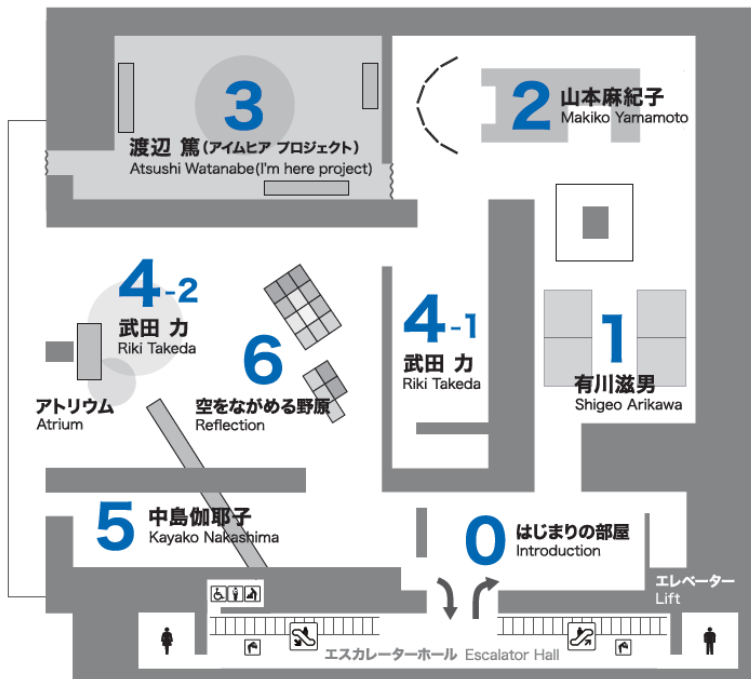 3
渡辺 篤(アイムヒア プロジェクト)
Atsushi Watanabe(I'm here project)
2
山本麻紀子
Makiko Yamamoto
4-2
武田 力
Riki Takeda
6
空をながめる野原
Reflection
4-1
武田 力
Riki Takeda
1
有川滋男
Shigeo Arikawa
アトリウム
Atrium
5
中島伽耶子
Kayako Nakashima
0
はじまりの部屋
Introduction
エレベーター
Lift
エスカレーターホール Escalator Hall